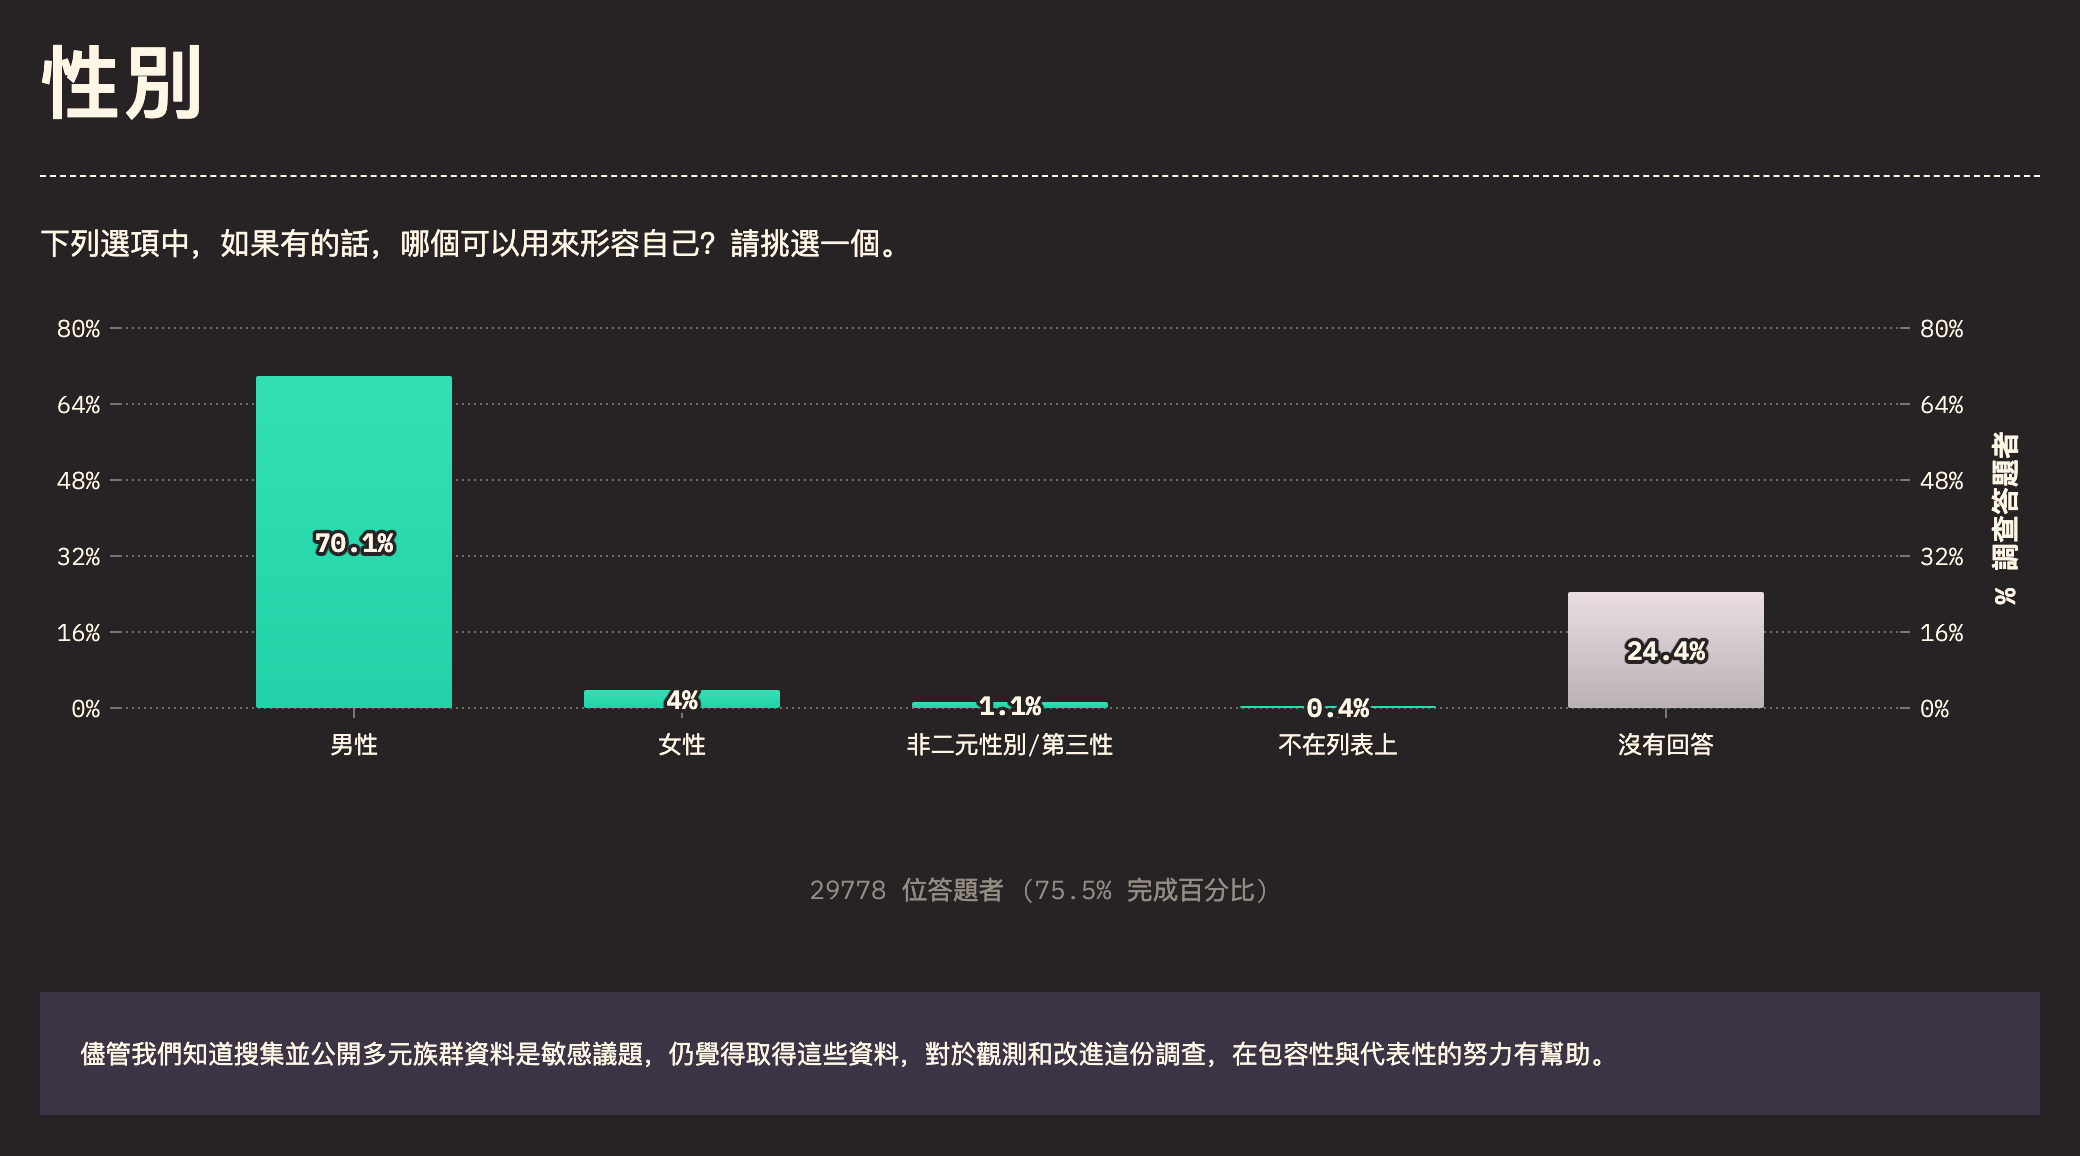 性別
下列選項中，如果有的話，哪個可以用來形容自己？請挑選一個。
80% 80%
64% 64%
48% 48%
32% 32%
16% 16%
0% 0%
% 調查答題者
70.1% 4% 1.1% 0.4% 24.4%
男性 女性 非二元性別/第三性 不在列表上 沒有回答
29778 位答題者 (75.5% 完成百分比)
儘管我們知道搜集並公開多元族群資料是敏感議題，仍覺得取得這些資料，對於觀測和改進這份調查，在包容性與代表性的努力有幫助。